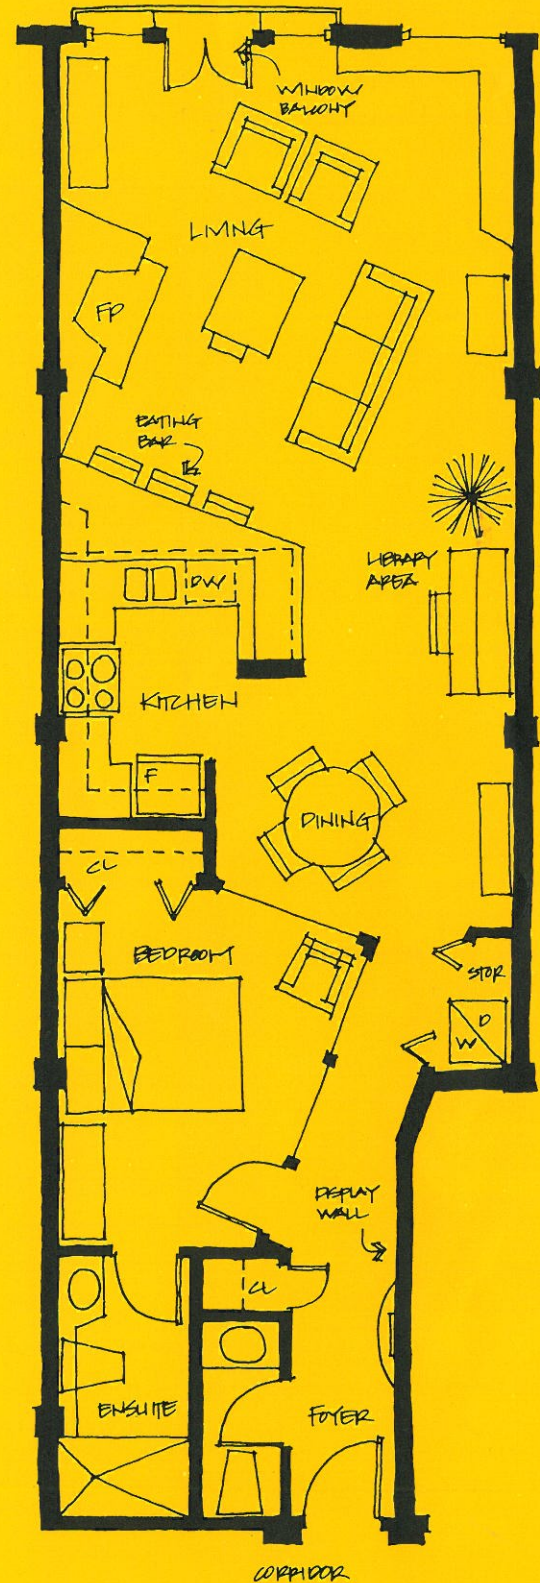 WINDOW
BALCONY
LIVING
FP
EATING
BAR
DW
LIBRARY
AREA
KITCHEN
F
DINING
CL
BEDROOM
STOR
D
W
DISPLAY
WALL
CL
ENSUITE
FOYER
CORRIDOR